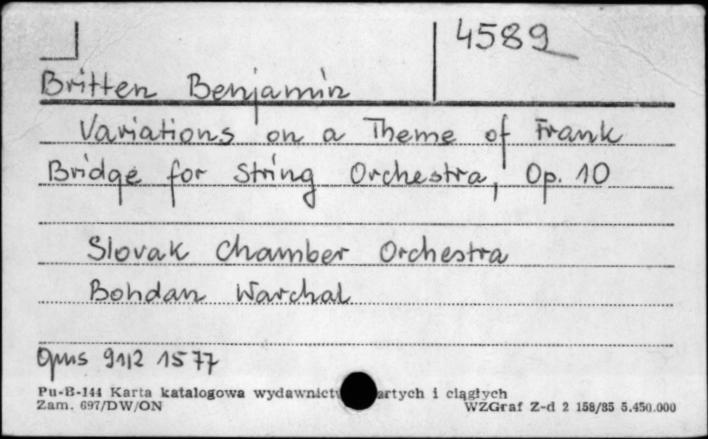 4589
Britten Benjamin
Variations on a Theme of Frank
Bridge for String Orchestra, Op. 10
Slovak Chamber Orchestra
Bohdan Warchal
Opus 9112 1577
Pu-B-144 Karta katalogowa wydawnict artych i ciągłych
Zam. 697/DW/ON WZGraf Z-d 2 158/85 5.450.000